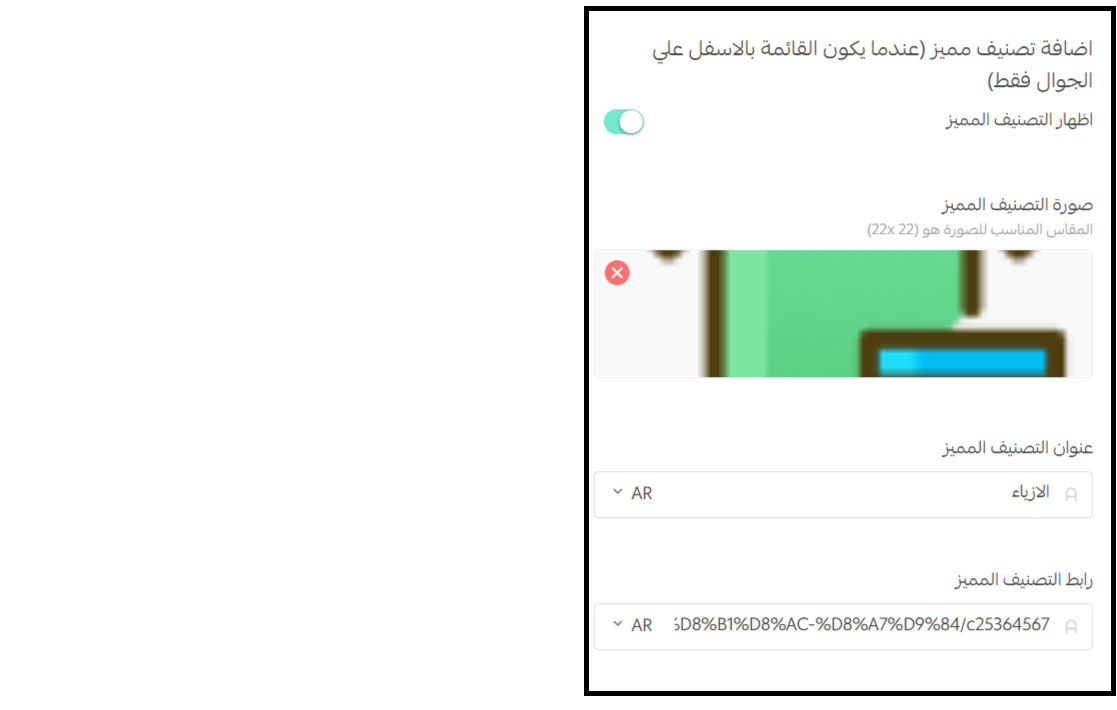 اضافة تصنيف مميز (عندما يكون القائمة بالاسفل علي
الجوال فقط)
اظهار التصنيف المميز
صورة التصنيف المميز
المقاس المناسب للصورة هو (22x 22)
عنوان التصنيف المميز
الازياء
AR
رابط التصنيف المميز
D8%B1%D8%AC-%D8%A7%D9%84/c25364567
AR